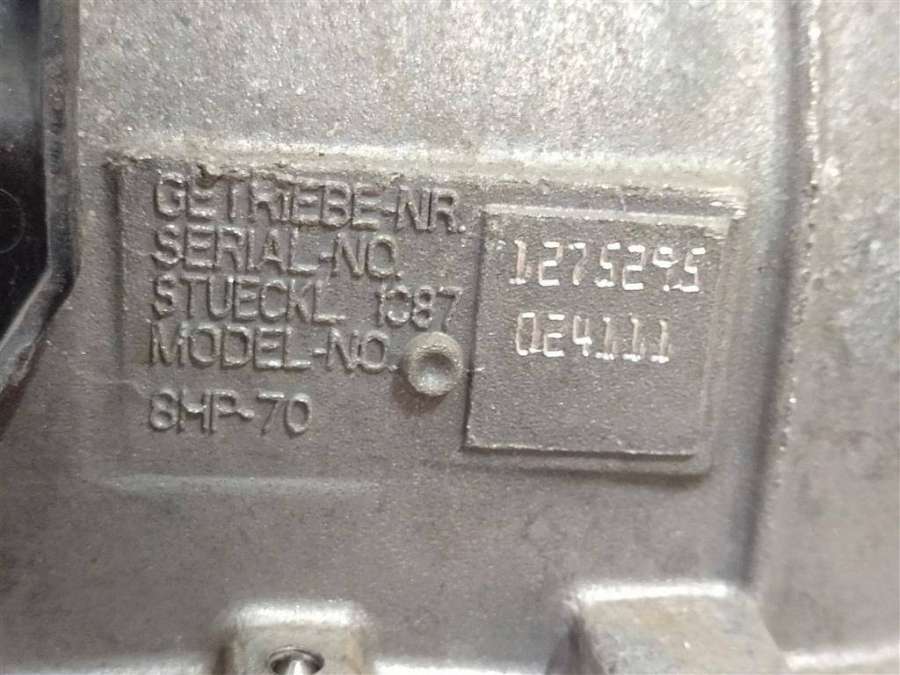 GETRIEBE-NR.
SERIAL-NO.
STUECKL. 1087
MODEL-NO.
8HP-70
1275295
024111